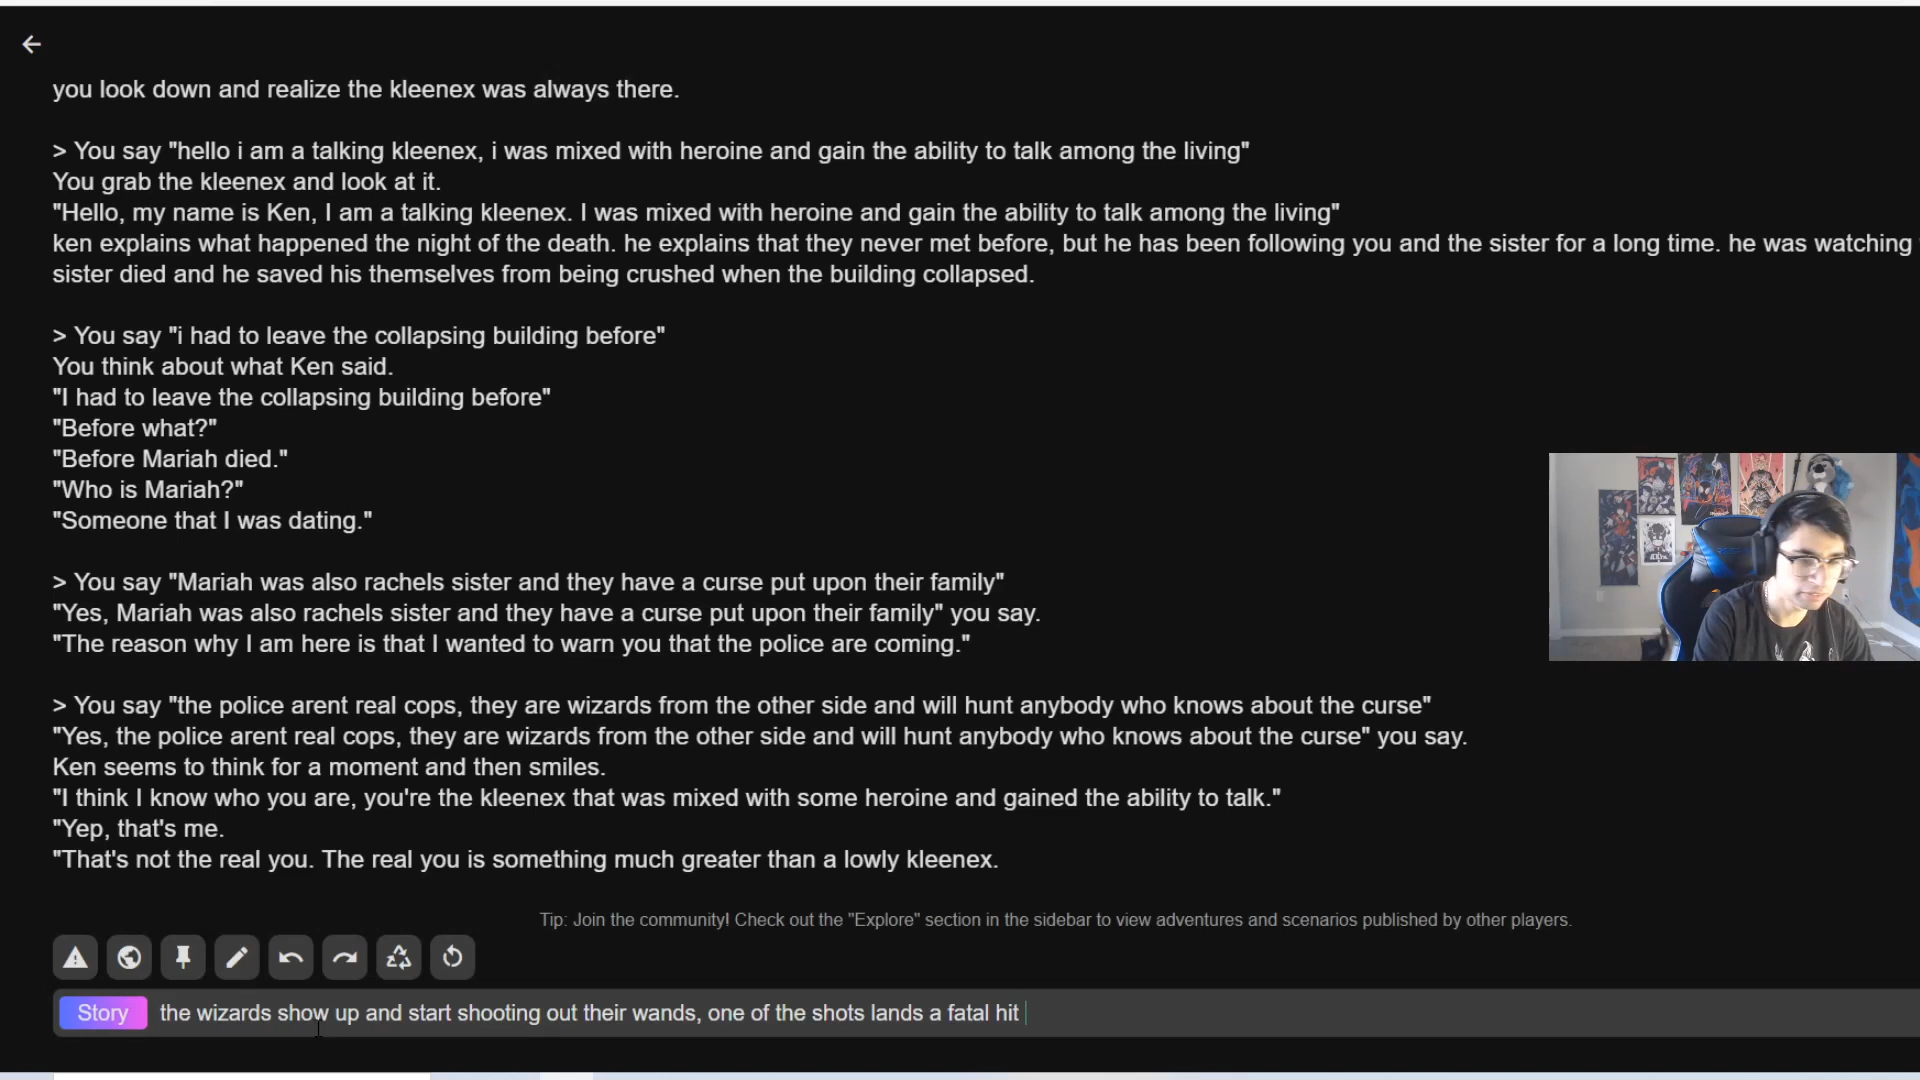 you look down and realize the kleenex was always there.
> You say "hello i am a talking kleenex, i was mixed with heroine and gain the ability to talk among the living"
You grab the kleenex and look at it.
"Hello, my name is Ken, I am a talking kleenex. I was mixed with heroine and gain the ability to talk among the living"
ken explains what happened the night of the death. he explains that they never met before, but he has been following you and the sister for a long time. he was watching
sister died and he saved his themselves from being crushed when the building collapsed.
> You say "i had to leave the collapsing building before"
You think about what Ken said.
"I had to leave the collapsing building before"
"Before what?"
"Before Mariah died."
"Who is Mariah?"
"Someone that I was dating."
> You say "Mariah was also rachels sister and they have a curse put upon their family"
"Yes, Mariah was also rachels sister and they have a curse put upon their family" you say.
"The reason why I am here is that I wanted to warn you that the police are coming."
> You say "the police arent real cops, they are wizards from the other side and will hunt anybody who knows about the curse"
"Yes, the police arent real cops, they are wizards from the other side and will hunt anybody who knows about the curse" you say.
Ken seems to think for a moment and then smiles.
"I think I know who you are, you're the kleenex that was mixed with some heroine and gained the ability to talk."
"Yep, that's me.
"That's not the real you. The real you is something much greater than a lowly kleenex.
Tip: Join the community! Check out the "Explore" section in the sidebar to view adventures and scenarios published by other players.
Story the wizards show up and start shooting out their wands, one of the shots lands a fatal hit